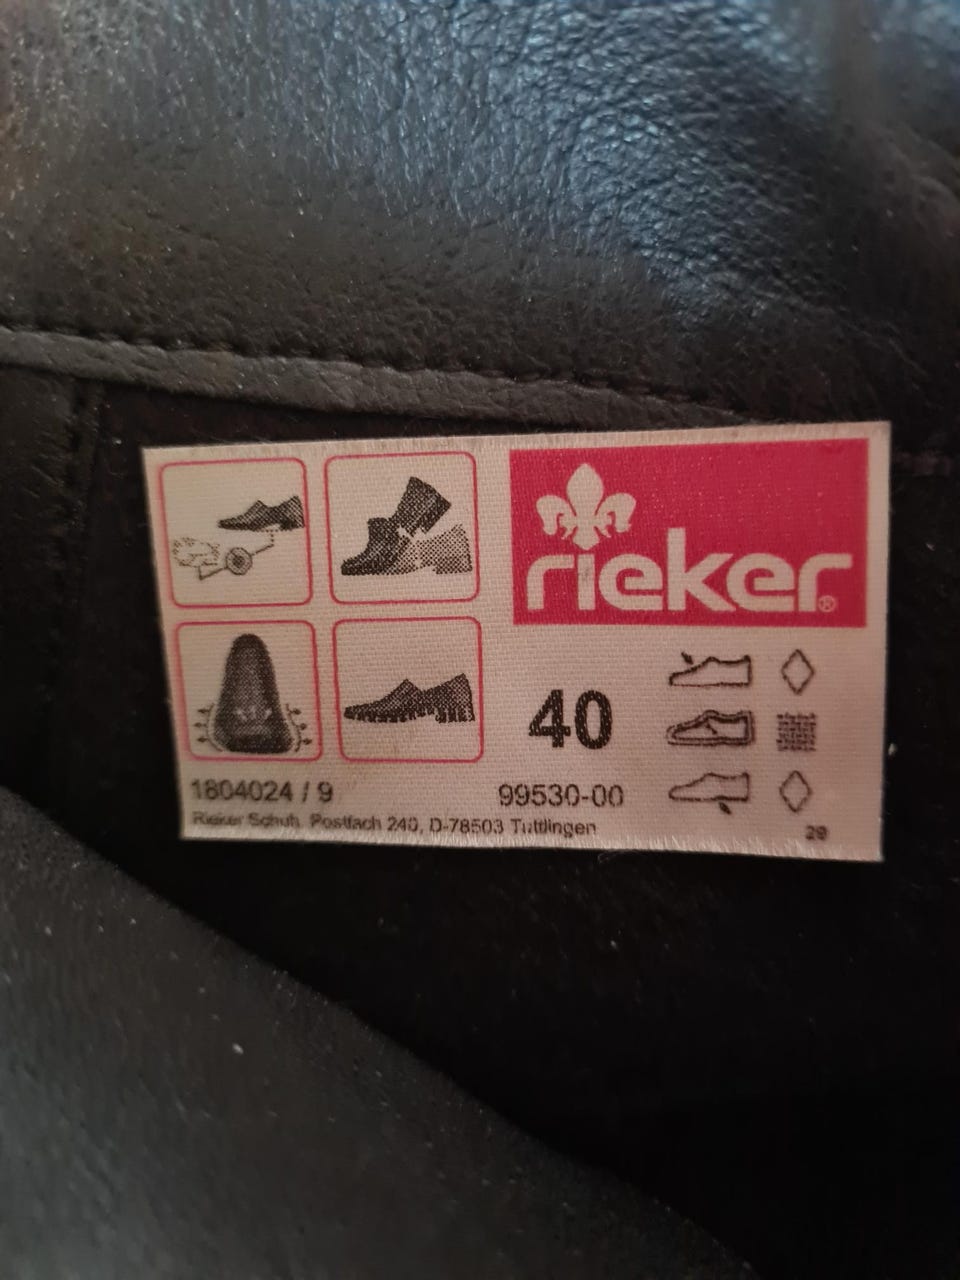 rieker®
40
1804024 / 9
99530-00
Rieker Schuh, Postfach 240, D-78503 Tuttlingen
29